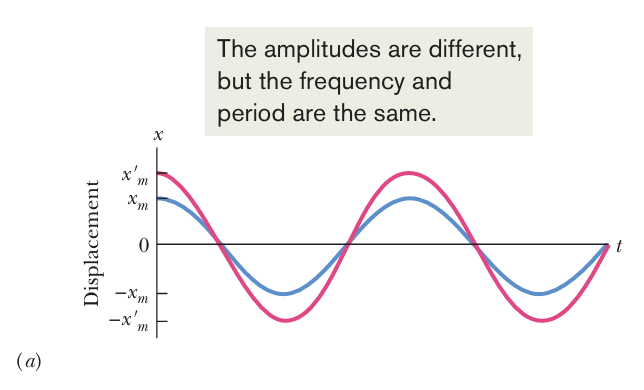 The amplitudes are different,
but the frequency and
period are the same.
x
x′m
xm
Displacement
0
t
−xm
−x′m
(a)